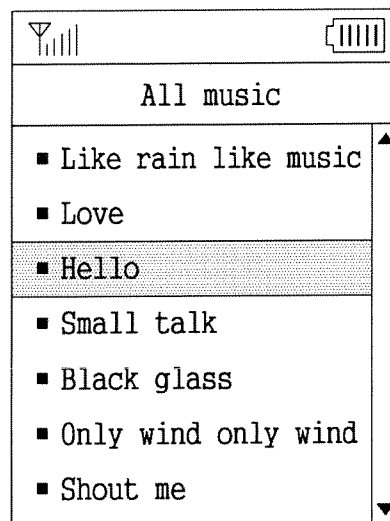 All music
Like rain like music
Love
Hello
Small talk
Black glass
Only wind only wind
Shout me